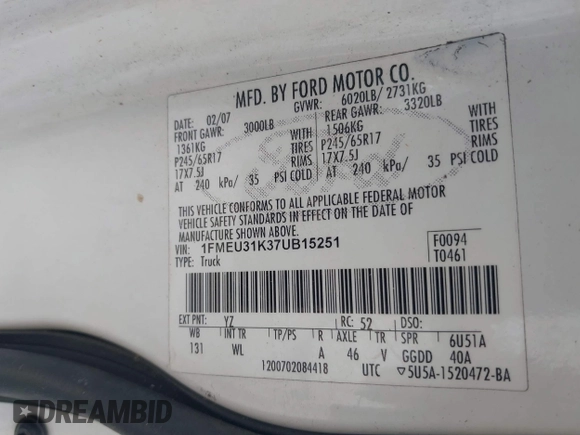 MFD. BY FORD MOTOR CO.
DATE: 02/07 GVWR: 6020LB/ 2731KG
FRONT GAWR: 3000LB REAR GAWR: 3320LB
1361KG WITH 1506KG WITH
P245/65R17 TIRES P245/65R17 TIRES
17X7.5J RIMS 17X7.5J RIMS
AT 240 kPa/ 35 PSI COLD AT 240 kPa/ 35 PSI COLD
THIS VEHICLE CONFORMS TO ALL APPLICABLE FEDERAL MOTOR
VEHICLE SAFETY STANDARDS IN EFFECT ON THE DATE OF
MANUFACTURE SHOWN ABOVE.
VIN: 1FMEU31K37UB15251 F0094
TYPE: Truck T0461
EXT PNT: YZ RC: 52 DSO:
WB INT TR TP/PS R AXLE TR SPR 6U51A
131 WL A 46 V GGDD 40A
1200702084418 UTC 5U5A-1520472-BA
Ford
DREAMBID